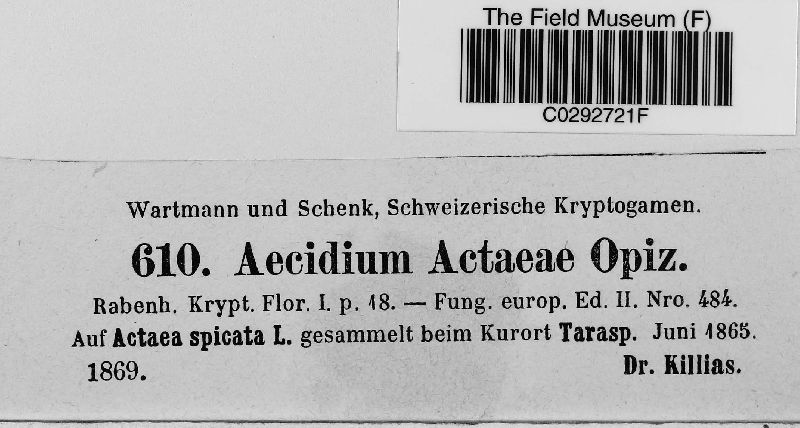 The Field Museum (F)
C0292721F
Wartmann und Schenk, Schweizerische Kryptogamen.
610. Aecidium Actaeae Opiz.
Rabenh. Krypt. Flor. I. p. 18. — Fung. europ. Ed. II. Nro. 484.
Auf Actaea spicata L. gesammelt beim Kurort Tarasp. Juni 1865.
1869. Dr. Killias.